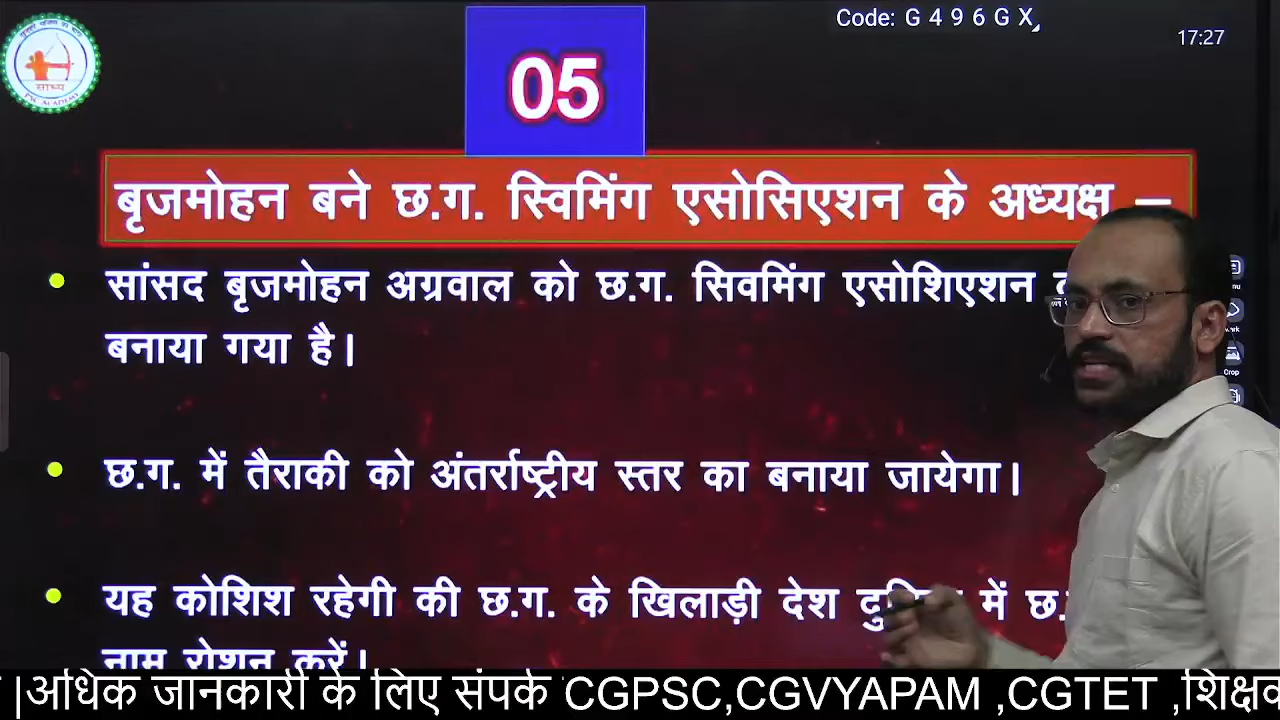 Code: G 4 9 6 G X
17:27
05
साध्य
बृजमोहन बने छ.ग. स्विमिंग एसोसिएशन के अध्यक्ष –
सांसद बृजमोहन अग्रवाल को छ.ग. सिवमिंग एसोशिएशन
बनाया गया है।
Crop
छ.ग. में तैराकी को अंतर्राष्ट्रीय स्तर का बनाया जायेगा।
यह कोशिश रहेगी की छ.ग. के खिलाड़ी देश में
नाम रोशन करें।
|अधिक जानकारी के लिए संपर्क CGPSC,CGVYAPAM ,CGTET ,